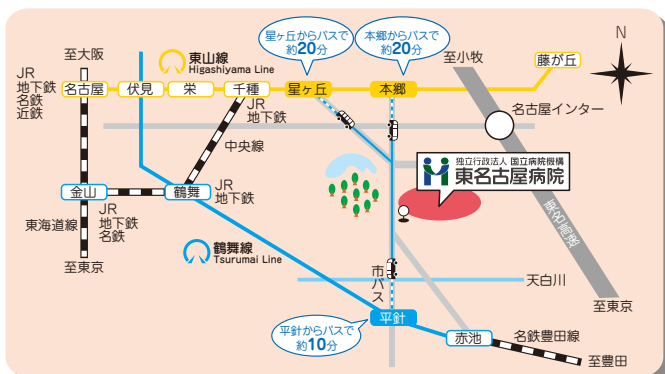 星ヶ丘からバスで
約20分
本郷からバスで
約20分
N
至大阪
東山線
Higashiyama Line
至小牧
藤が丘
JR
地下鉄
名鉄
近鉄
名古屋
伏見
栄
千種
星ヶ丘
本郷
JR
地下鉄
名古屋インター
中央線
独立行政法人 国立病院機構
東名古屋病院
金山
鶴舞
JR
地下鉄
JR
地下鉄
名鉄
東海道線
東名高速
至東京
鶴舞線
Tsurumai Line
市バス
天白川
至東京
平針
平針からバスで
約10分
赤池
名鉄豊田線
至豊田